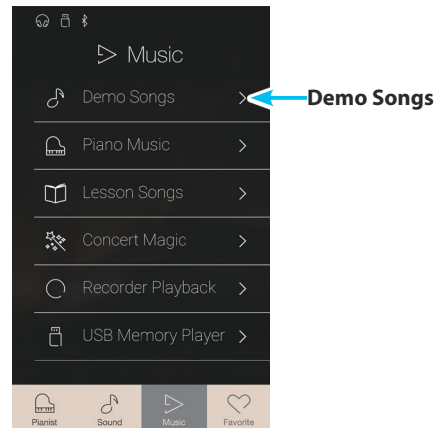 Music
Demo Songs
Demo Songs
Piano Music
Lesson Songs
Concert Magic
Recorder Playback
USB Memory Player
Pianist Sound Music Favorite